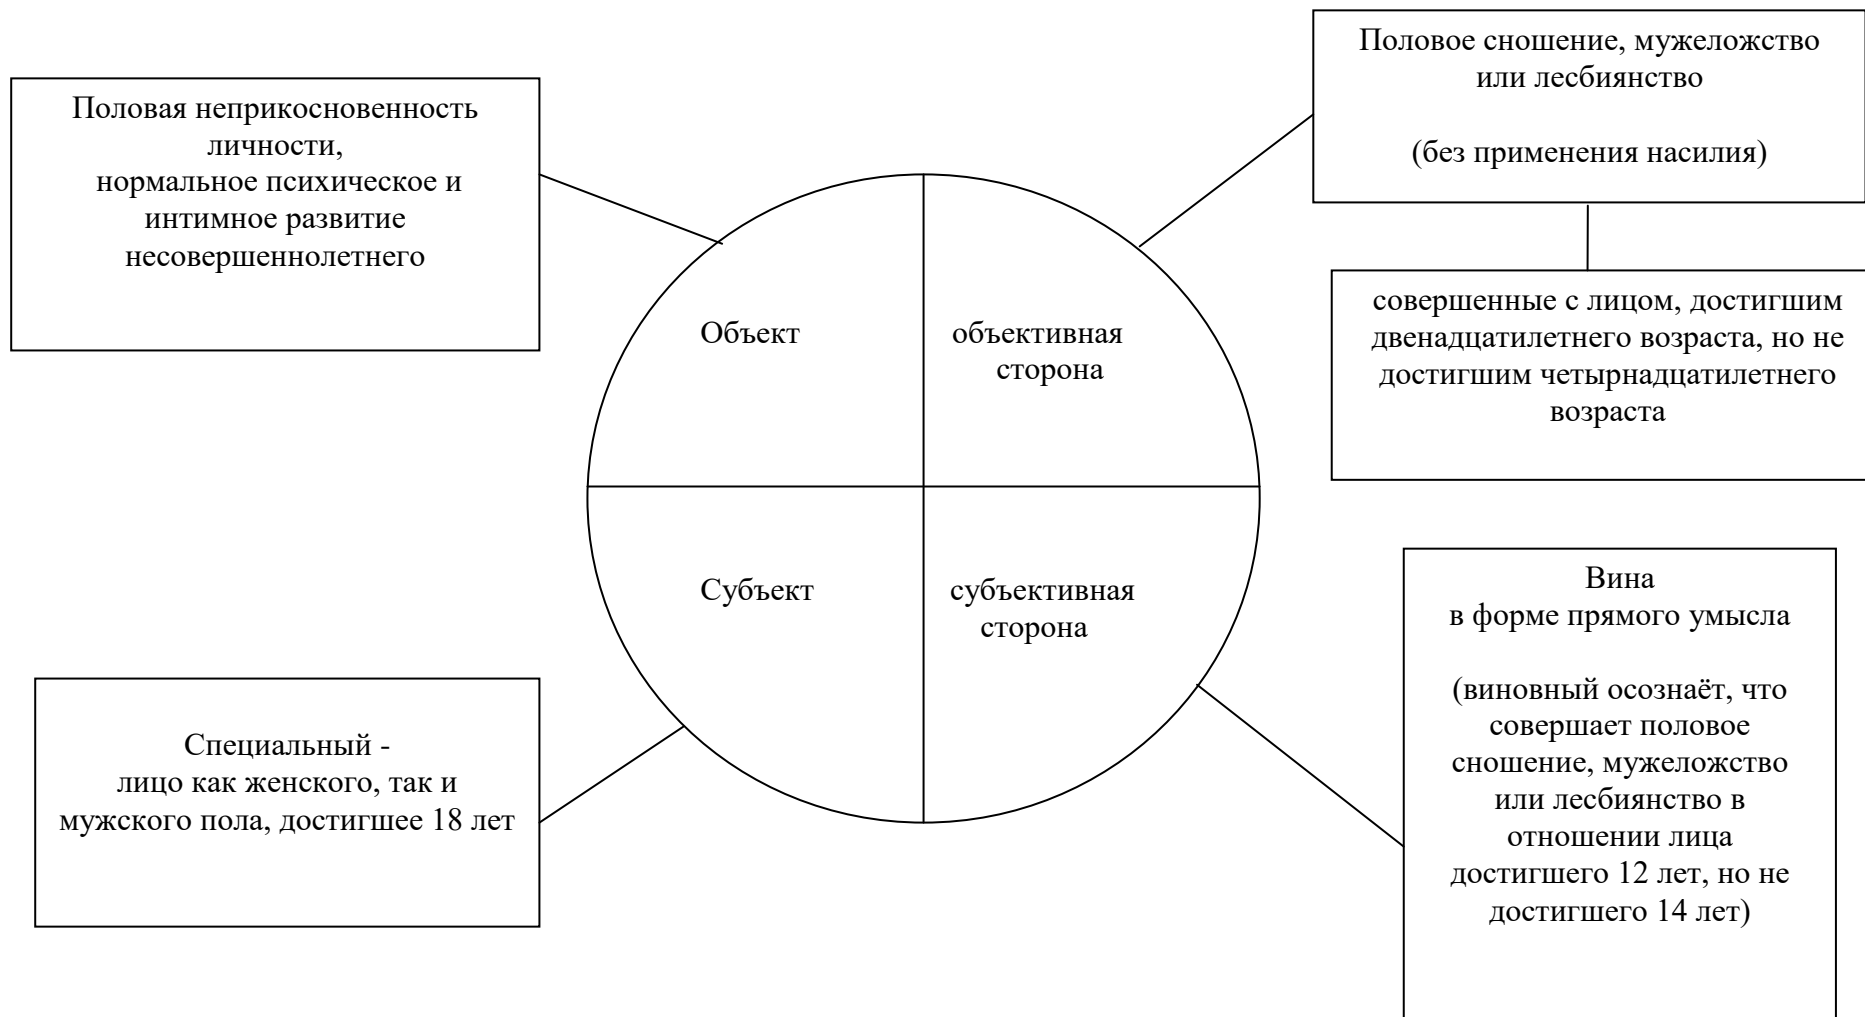 Половая неприкосновенность
личности,
нормальное психическое и
интимное развитие
несовершеннолетнего
Половое сношение, мужеложство
или лесбиянство
(без применения насилия)
совершенные с лицом, достигшим
двенадцатилетнего возраста, но не
достигшим четырнадцатилетнего
возраста
Объект
объективная
сторона
Субъект
субъективная
сторона
Специальный -
лицо как женского, так и
мужского пола, достигшее 18 лет
Вина
в форме прямого умысла
(виновный осознаёт, что
совершает половое
сношение, мужеложство
или лесбиянство в
отношении лица
достигшего 12 лет, но не
достигшего 14 лет)